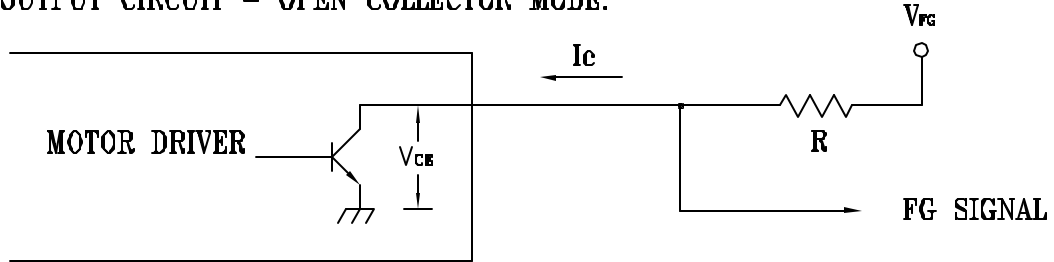 OUTPUT CIRCUIT - OPEN COLLECTOR MODE:
VFG
Ic
MOTOR DRIVER
VCE
R
FG SIGNAL